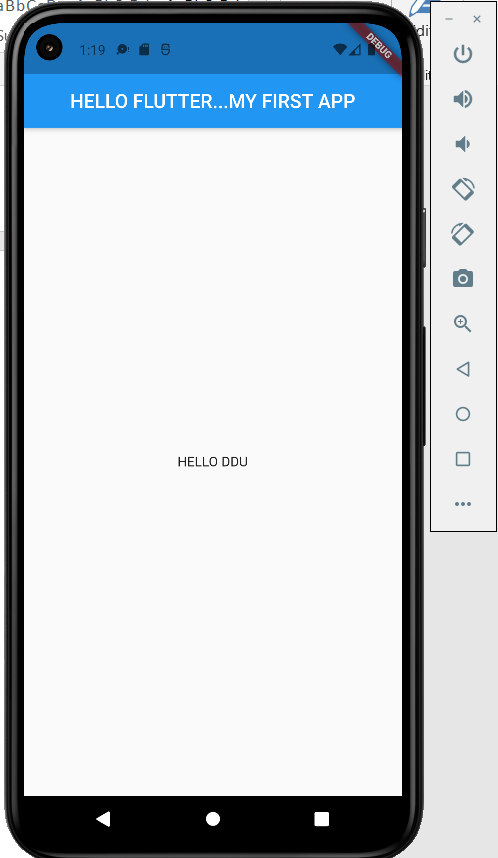 1:19
DEBUG
HELLO FLUTTER...MY FIRST APP
HELLO DDU